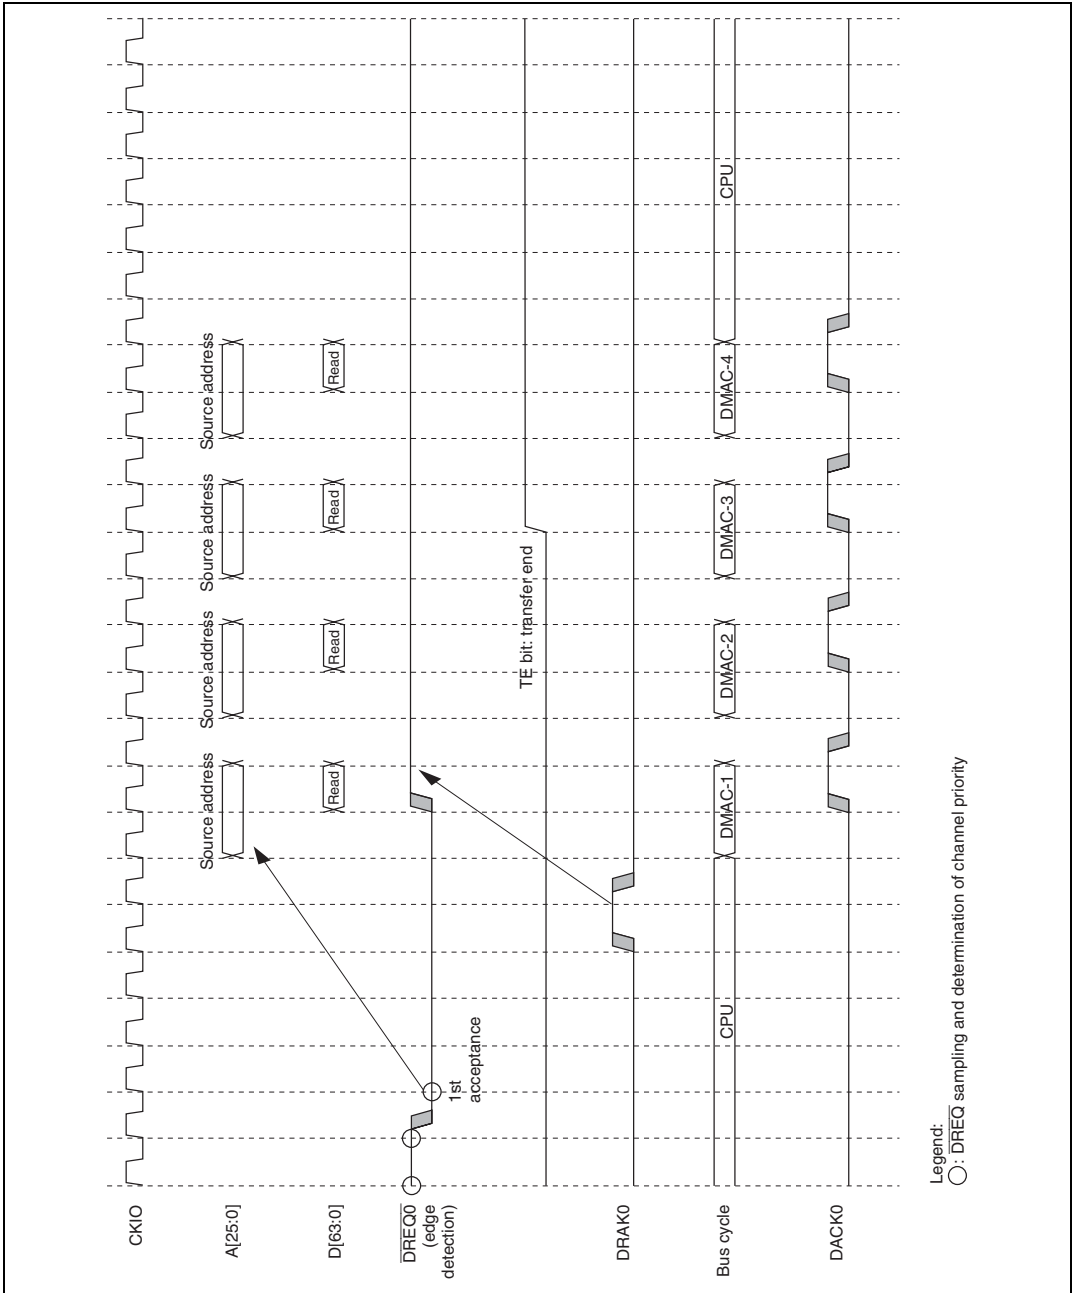 CKIO
A[25:0]
Source address
Source address
Source address
Source address
D[63:0]
Read
Read
Read
Read
DREQ0
(edge
detection)
1st
acceptance
TE bit: transfer end
DRAK0
Bus cycle
CPU
DMAC-1
DMAC-2
DMAC-3
DMAC-4
CPU
DACK0
Legend:
: DREQ sampling and determination of channel priority